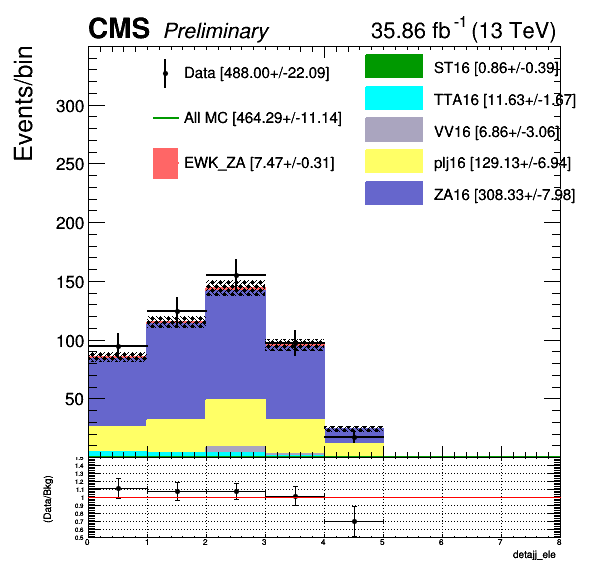 CMS Preliminary 35.86 fb⁻¹ (13 TeV)
Events/bin
Data [488.00+/-22.09]
All MC [464.29+/-11.14]
EWK_ZA [7.47+/-0.31]
ST16 [0.86+/-0.39]
TTA16 [11.63+/-1.67]
VV16 [6.86+/-3.06]
plj16 [129.13+/-6.94]
ZA16 [308.33+/-7.98]
300
250
200
150
100
50
(Data/Bkg)
1.5
1.4
1.3
1.2
1.1
1
0.9
0.8
0.7
0.6
0.5
0 1 2 3 4 5 6 7 8
detajj_ele